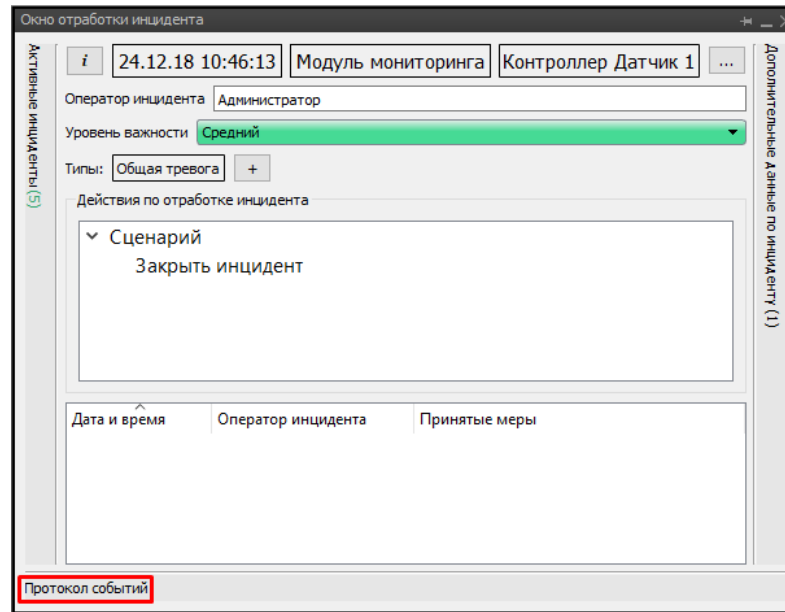 Окно отработки инцидента
Активные инциденты (5)
i 24.12.18 10:46:13 Модуль мониторинга Контроллер Датчик 1 ...
Оператор инцидента Администратор
Уровень важности Средний
Типы: Общая тревога +
Действия по отработке инцидента
Сценарий
Закрыть инцидент
Дата и время Оператор инцидента Принятые меры
Дополнительные данные по инциденту (1)
Протокол событий